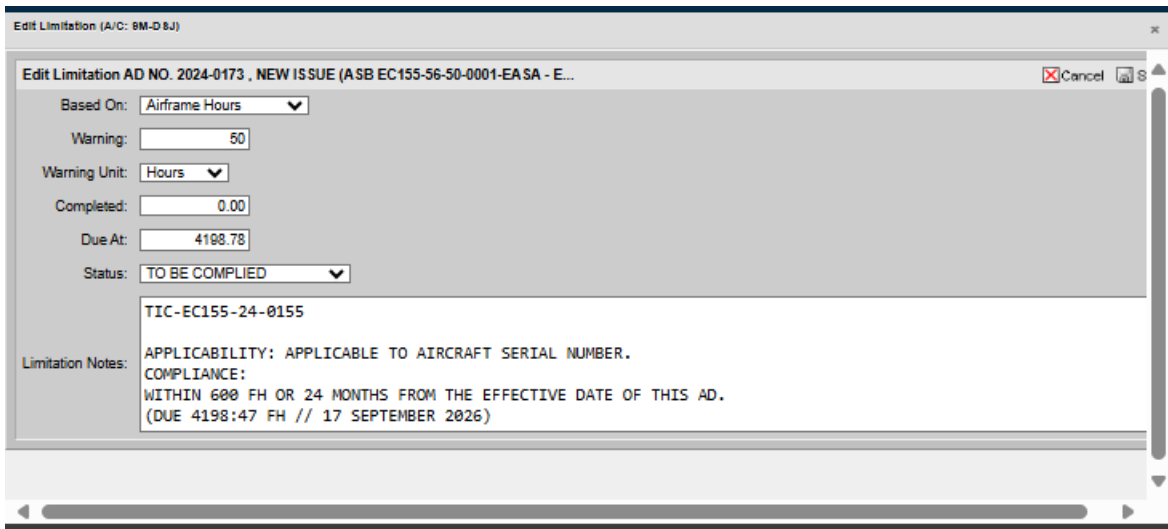 Edit Limitation (A/C: 9M-D8J)
Edit Limitation AD NO. 2024-0173 , NEW ISSUE (ASB EC155-56-50-0001-EASA - E...
Cancel
S
Based On: Airframe Hours
Warning: 50
Warning Unit: Hours
Completed: 0.00
Due At: 4198.78
Status: TO BE COMPLIED
Limitation Notes:
TIC-EC155-24-0155
APPLICABILITY: APPLICABLE TO AIRCRAFT SERIAL NUMBER.
COMPLIANCE:
WITHIN 600 FH OR 24 MONTHS FROM THE EFFECTIVE DATE OF THIS AD.
(DUE 4198:47 FH // 17 SEPTEMBER 2026)